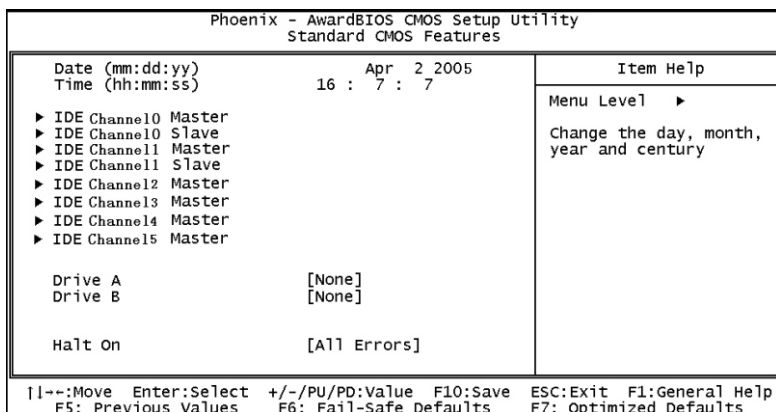 Phoenix - AwardBIOS CMOS Setup Utility
Standard CMOS Features
Date (mm:dd:yy) Apr 2 2005
Time (hh:mm:ss) 16 : 7 : 7
▶ IDE Channel0 Master
▶ IDE Channel0 Slave
▶ IDE Channel1 Master
▶ IDE Channel1 Slave
▶ IDE Channel2 Master
▶ IDE Channel3 Master
▶ IDE Channel4 Master
▶ IDE Channel5 Master
Drive A [None]
Drive B [None]
Halt On [All Errors]
Item Help
Menu Level ▶
Change the day, month,
year and century
↑↓→←:Move Enter:Select +/-/PU/PD:Value F10:Save ESC:Exit F1:General Help
F5: Previous Values F6: Fail-Safe Defaults F7: Optimized Defaults